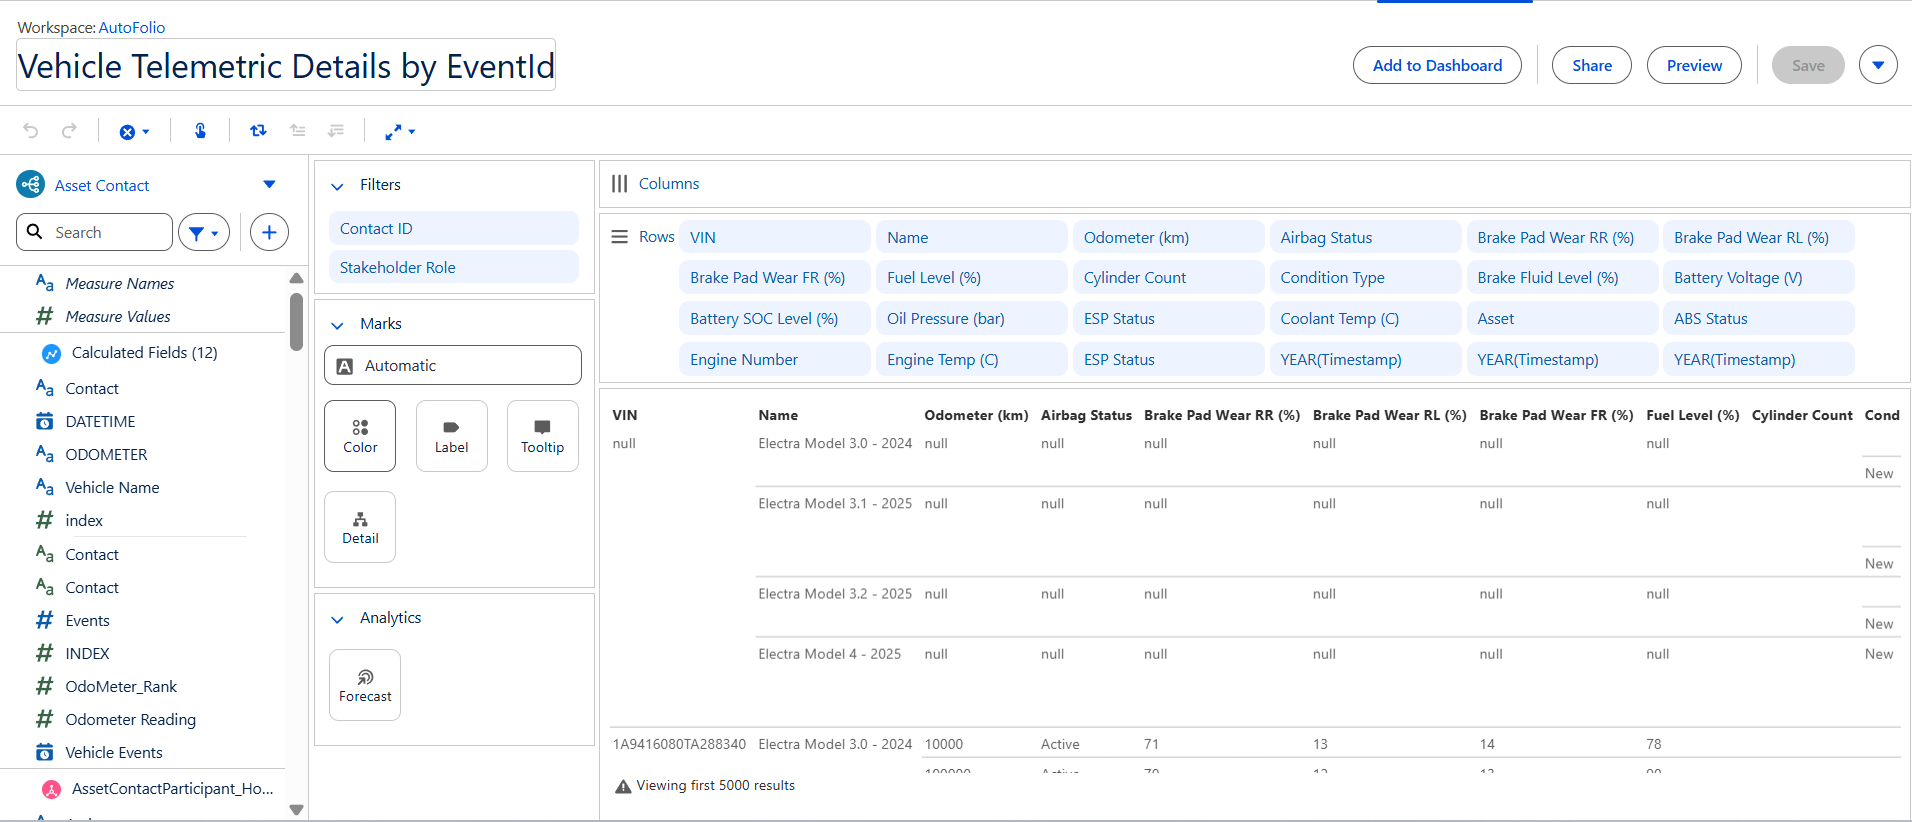 Workspace: AutoFolio
Vehicle Telemetric Details by EventId
Add to Dashboard
Share
Preview
Save
Asset Contact
Search
Measure Names
Measure Values
Calculated Fields (12)
Contact
DATETIME
ODOMETER
Vehicle Name
index
Contact
Contact
Events
INDEX
OdoMeter_Rank
Odometer Reading
Vehicle Events
AssetContactParticipant_Ho...
Filters
Contact ID
Stakeholder Role
Marks
Automatic
Color Label Tooltip
Detail
Analytics
Forecast
Columns
Rows VIN Name Odometer (km) Airbag Status Brake Pad Wear RR (%) Brake Pad Wear RL (%)
Brake Pad Wear FR (%) Fuel Level (%) Cylinder Count Condition Type Brake Fluid Level (%) Battery Voltage (V)
Battery SOC Level (%) Oil Pressure (bar) ESP Status Coolant Temp (C) Asset ABS Status
Engine Number Engine Temp (C) ESP Status YEAR(Timestamp) YEAR(Timestamp) YEAR(Timestamp)
VIN Name Odometer (km) Airbag Status Brake Pad Wear RR (%) Brake Pad Wear RL (%) Brake Pad Wear FR (%) Fuel Level (%) Cylinder Count Cond
null Electra Model 3.0 - 2024 null null null null null null
New
Electra Model 3.1 - 2025 null null null null null null
New
Electra Model 3.2 - 2025 null null null null null null
New
Electra Model 4 - 2025 null null null null null null New
1A9416080TA288340 Electra Model 3.0 - 2024 10000 Active 71 13 14 78
Viewing first 5000 results